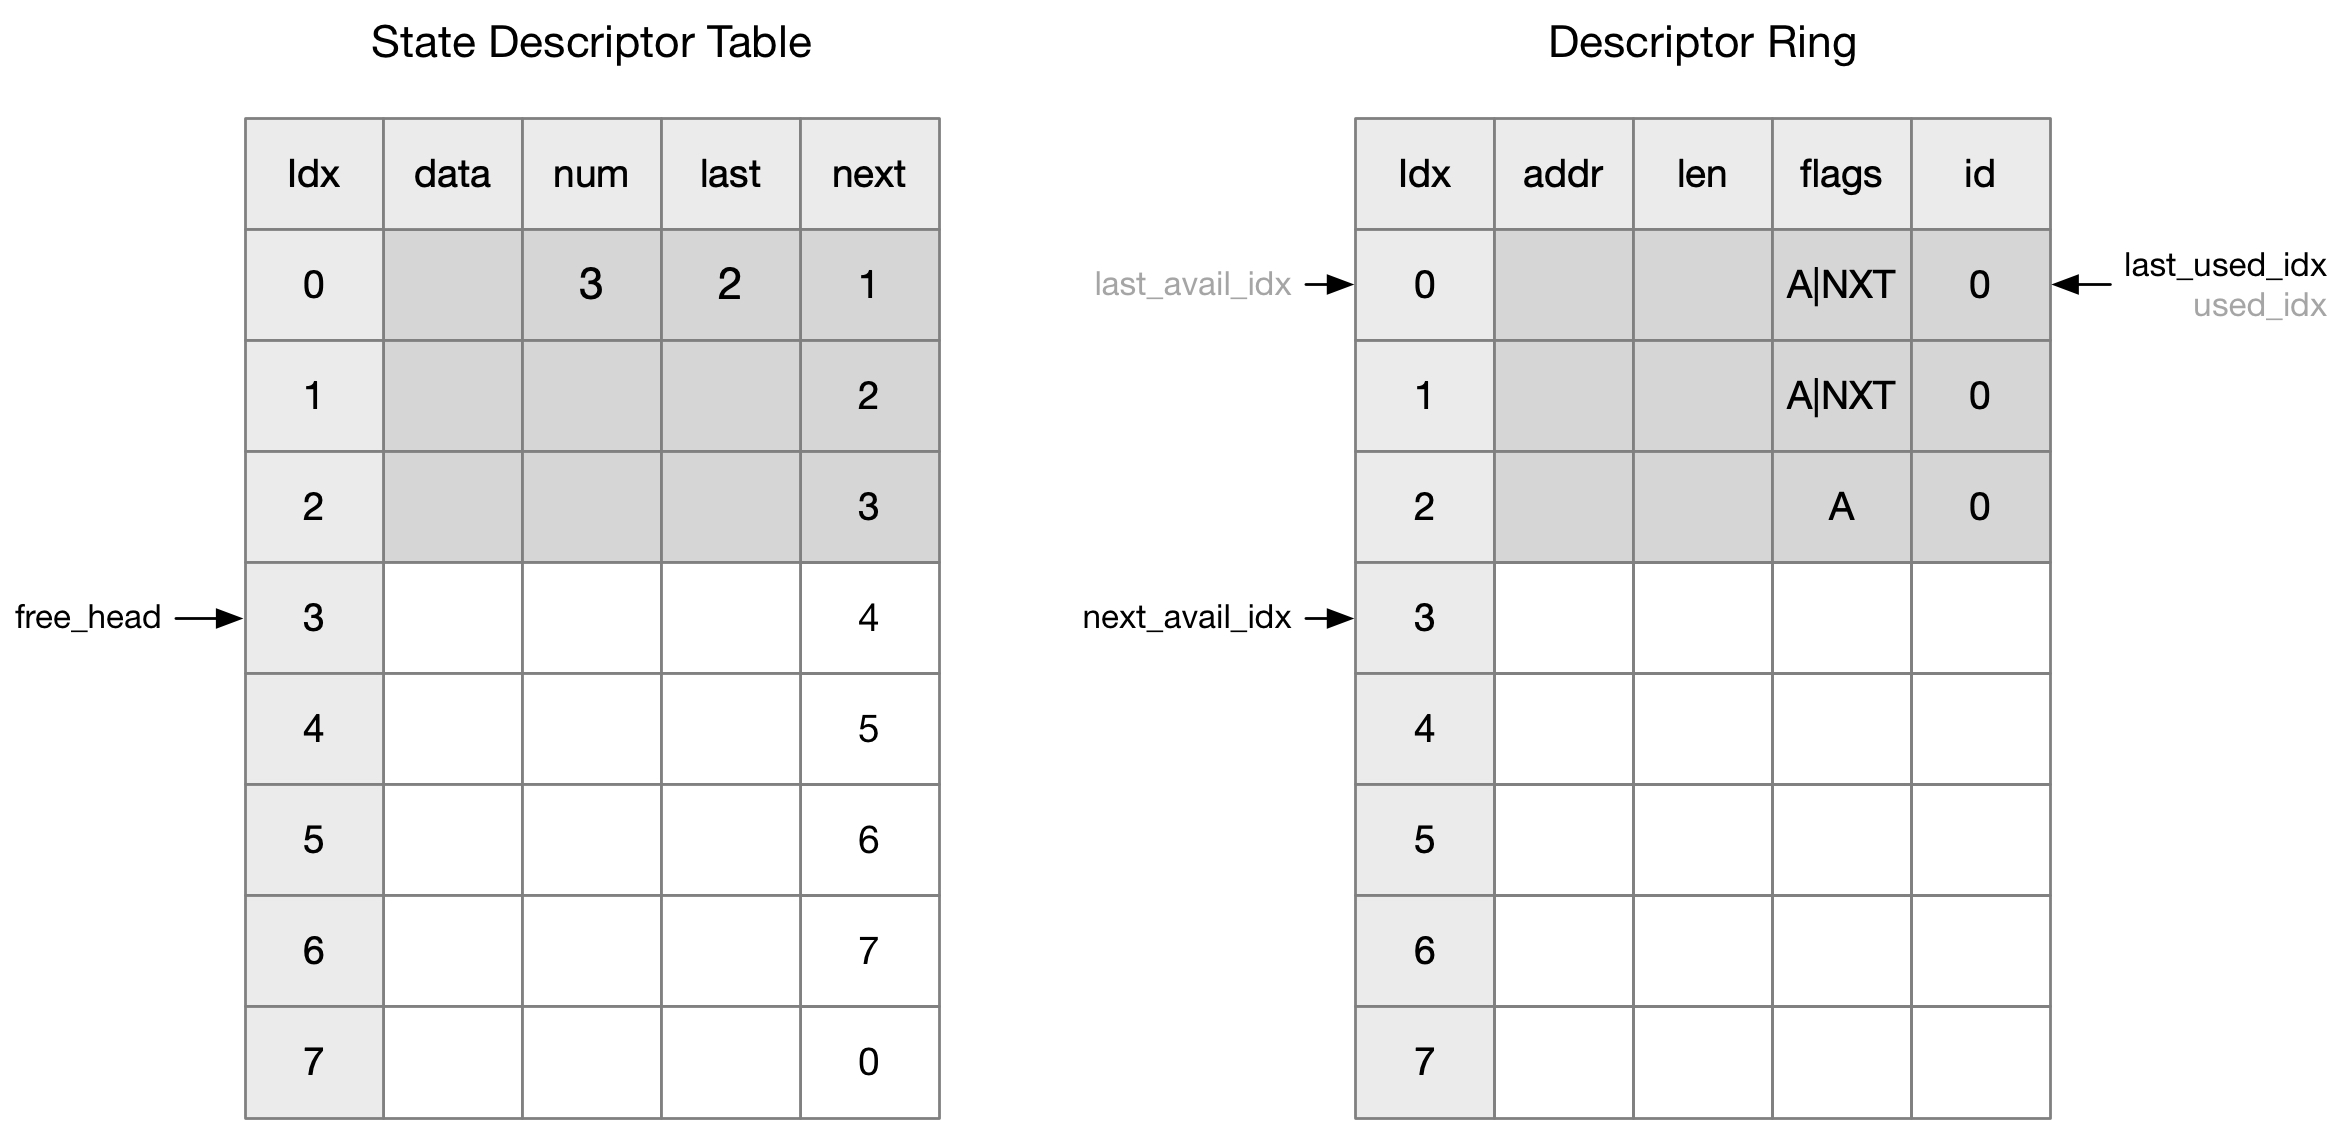 State Descriptor Table
Idx data num last next
0 3 2 1
1 2
2 3
free_head 3 4
4 5
5 6
6 7
7 0
Descriptor Ring
Idx addr len flags id
last_avail_idx 0 A|NXT 0 last_used_idx
used_idx
1 A|NXT 0
2 A 0
next_avail_idx 3
4
5
6
7